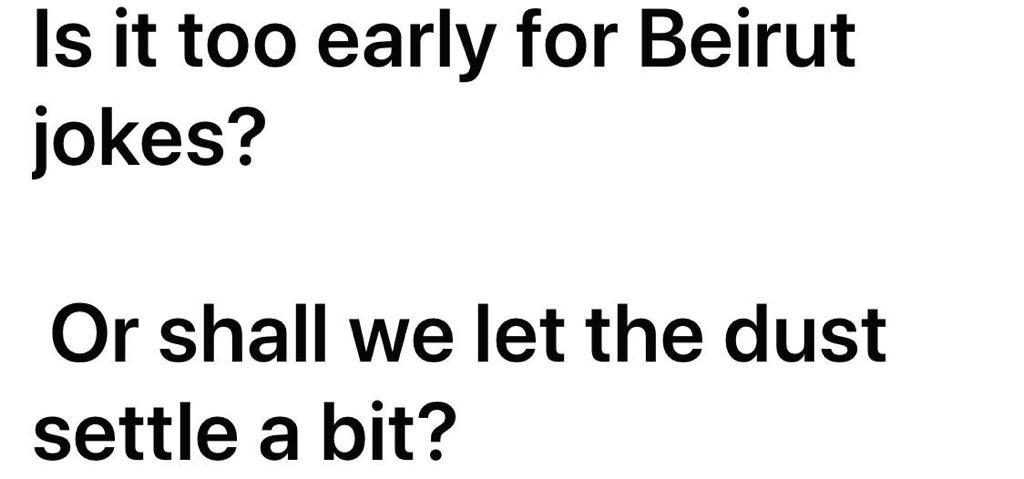 Is it too early for Beirut
jokes?
Or shall we let the dust
settle a bit?